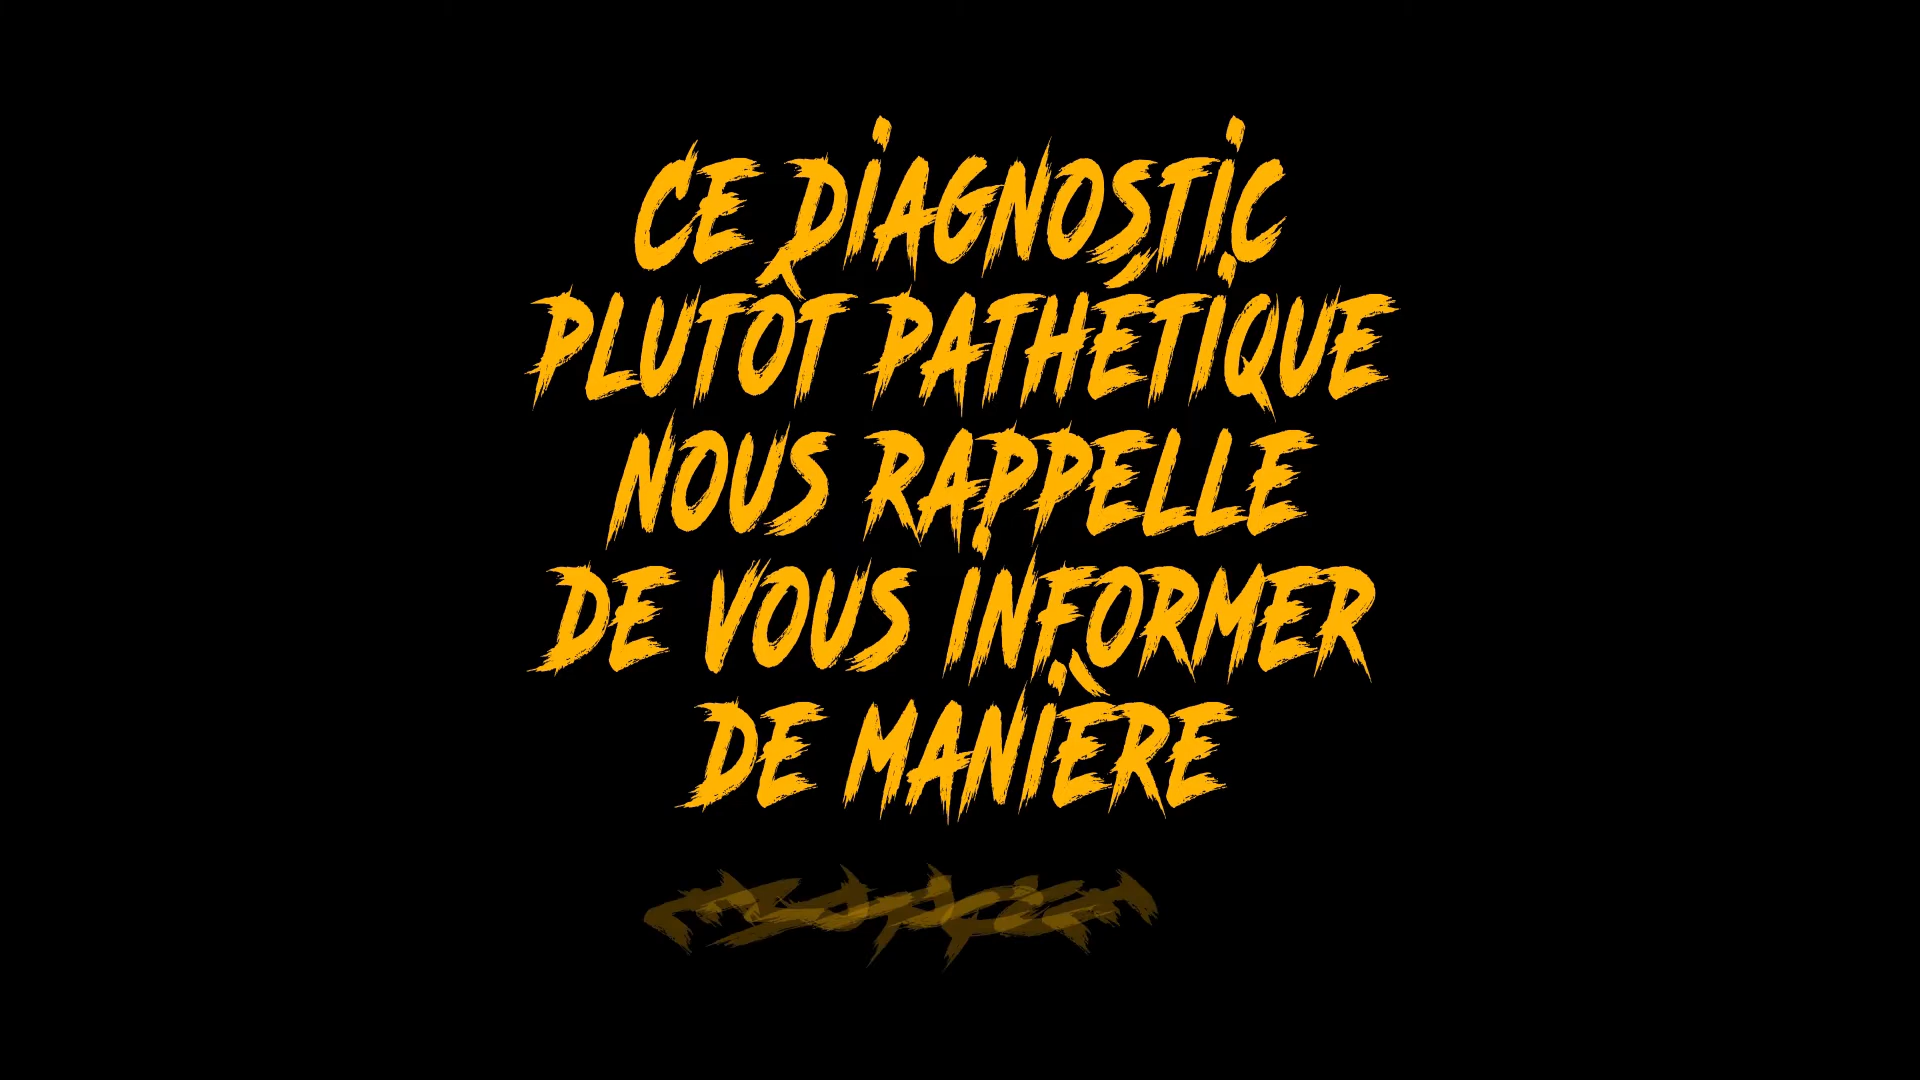 CE DIAGNOSTIC
PLUTÔT PATHÉTIQUE
NOUS RAPPELLE
DE VOUS INFORMER
DE MANIÈRE